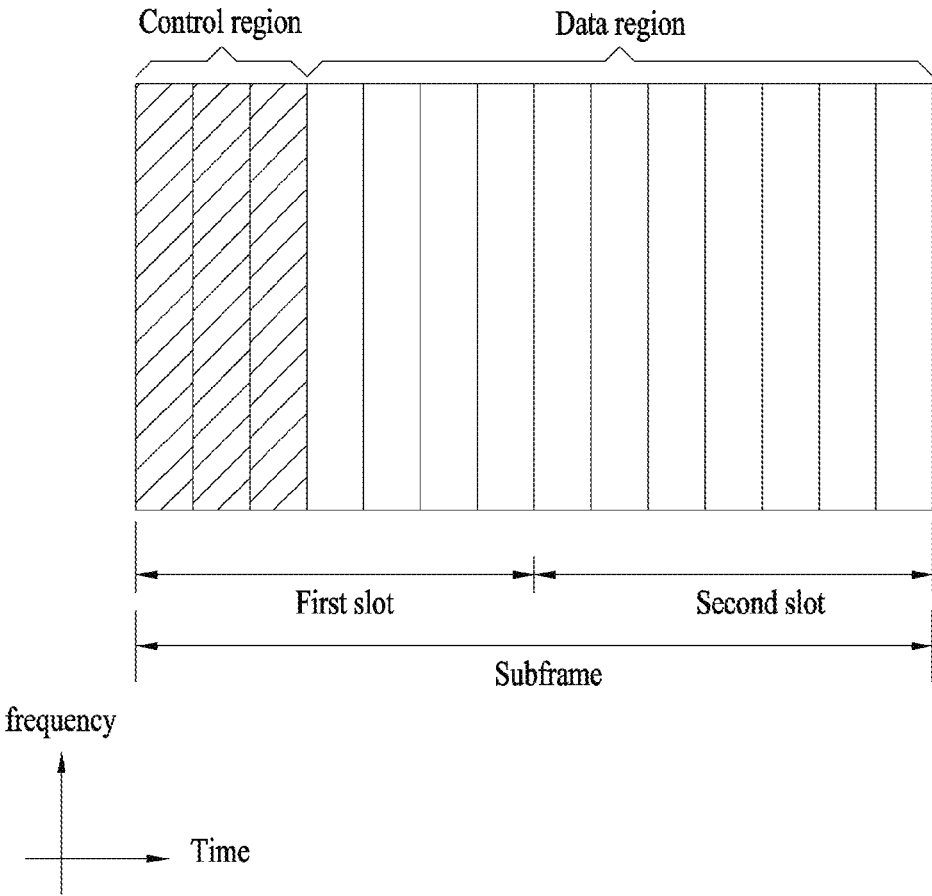 Control region
Data region
First slot
Second slot
Subframe
frequency
Time